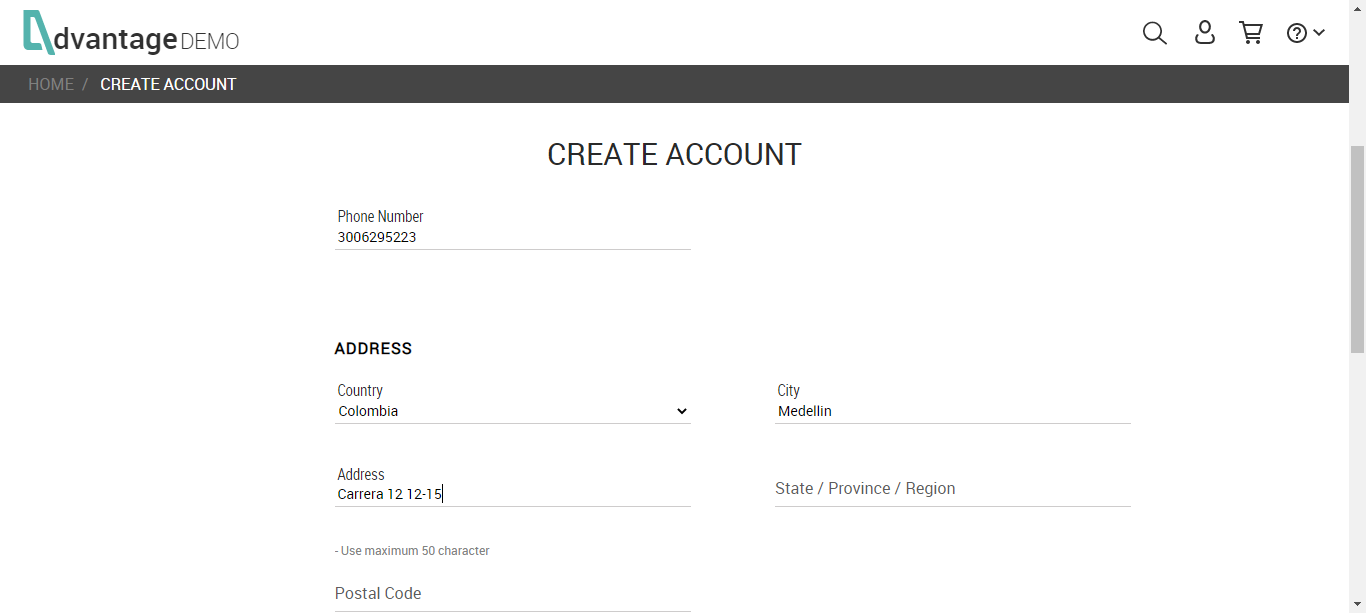 dvantage DEMO
HOME / CREATE ACCOUNT
CREATE ACCOUNT
Phone Number
3006295223
ADDRESS
Country
Colombia
City
Medellin
Address
Carrera 12 12-15
State / Province / Region
- Use maximum 50 character
Postal Code